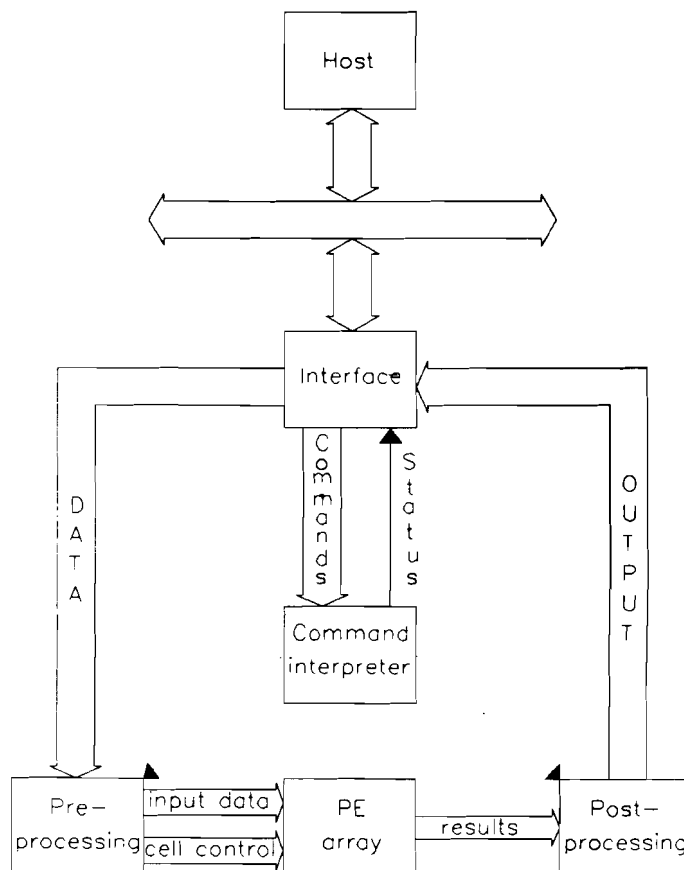 Host
Interface
Commands
Status
DATA
OUTPUT
Command
interpreter
Pre-
processing
input data
cell control
PE
array
results
Post-
processing